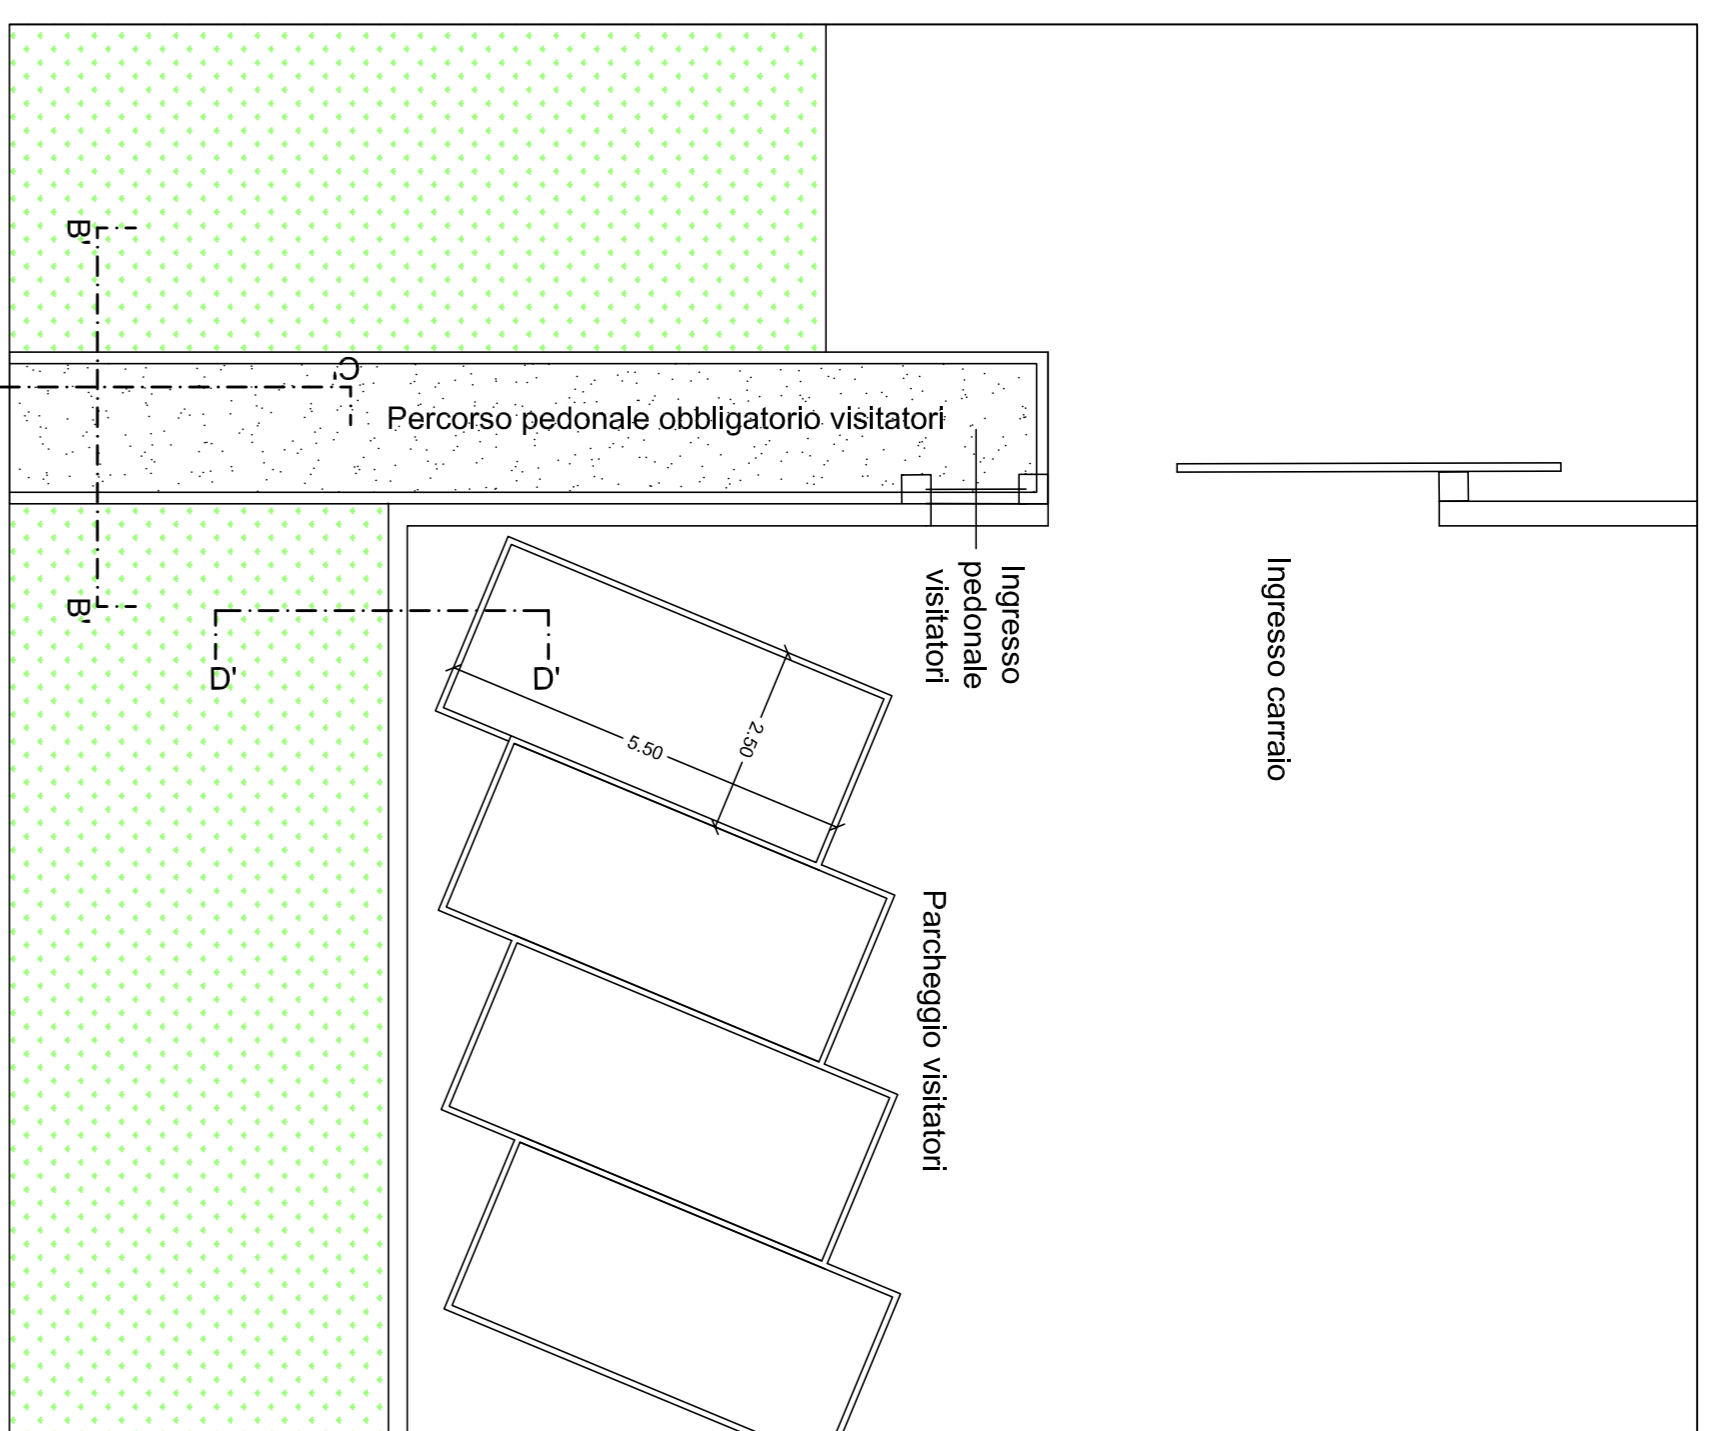 B'
C'
Percorso pedonale obbligatorio visitatori
B'
D'
D'
Ingresso
pedonale
visitatori
Ingresso carraio
5.50
2.50
Parcheggio visitatori